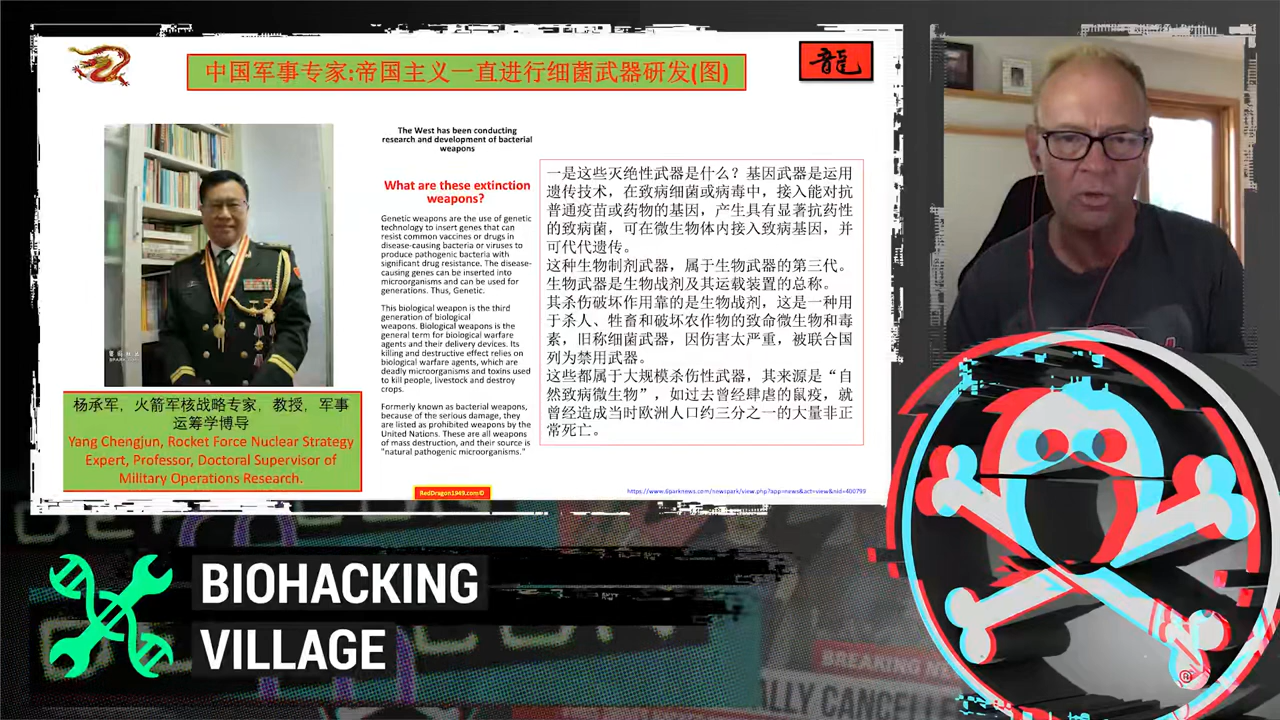 中国军事专家:帝国主义一直进行细菌武器研发(图)
龍
The West has been conducting
research and development of bacterial
weapons
What are these extinction
weapons?
Genetic weapons are the use of genetic
technology to insert genes that can
resist common vaccines or drugs in
disease-causing bacteria or viruses to
produce pathogenic bacteria with
significant drug resistance. The disease-
causing genes can be inserted into
microorganisms and can be used for
generations. Thus, Genetic.
This biological weapon is the third
generation of biological
weapons. Biological weapons is the
general term for biological warfare
agents and their delivery devices. Its
killing and destructive effect relies on
biological warfare agents, which are
deadly microorganisms and toxins used
to kill people, livestock and destroy
crops.
Formerly known as bacterial weapons,
because of the serious damage, they
are listed as prohibited weapons by the
United Nations. These are all weapons
of mass destruction, and their source is
"natural pathogenic microorganisms."
一是这些灭绝性武器是什么？基因武器是运用
遗传技术，在致病细菌或病毒中，接入能对抗
普通疫苗或药物的基因，产生具有显著抗药性
的致病菌，可在微生物体内接入致病基因，并
可代代遗传。
这种生物制剂武器，属于生物武器的第三代。
生物武器是生物战剂及其运载装置的总称。
其杀伤破坏作用靠的是生物战剂，这是一种用
于杀人、牲畜和破坏农作物的致命微生物和毒
素，旧称细菌武器，因伤害太严重，被联合国
列为禁用武器。
这些都属于大规模杀伤性武器，其来源是“自
然致病微生物”，如过去曾经肆虐的鼠疫，就
曾经造成当时欧洲人口约三分之一的大量非正
常死亡。
杨承军，火箭军核战略专家，教授，军事
运筹学博导
Yang Chengjun, Rocket Force Nuclear Strategy
Expert, Professor, Doctoral Supervisor of
Military Operations Research.
RedDragon1949.com©
https://www.6parknews.com/newspark/view.php?app=news&act=view&nid=400799
BIOHACKING
VILLAGE
BREAKING NE
ALLY CANCELLE
®